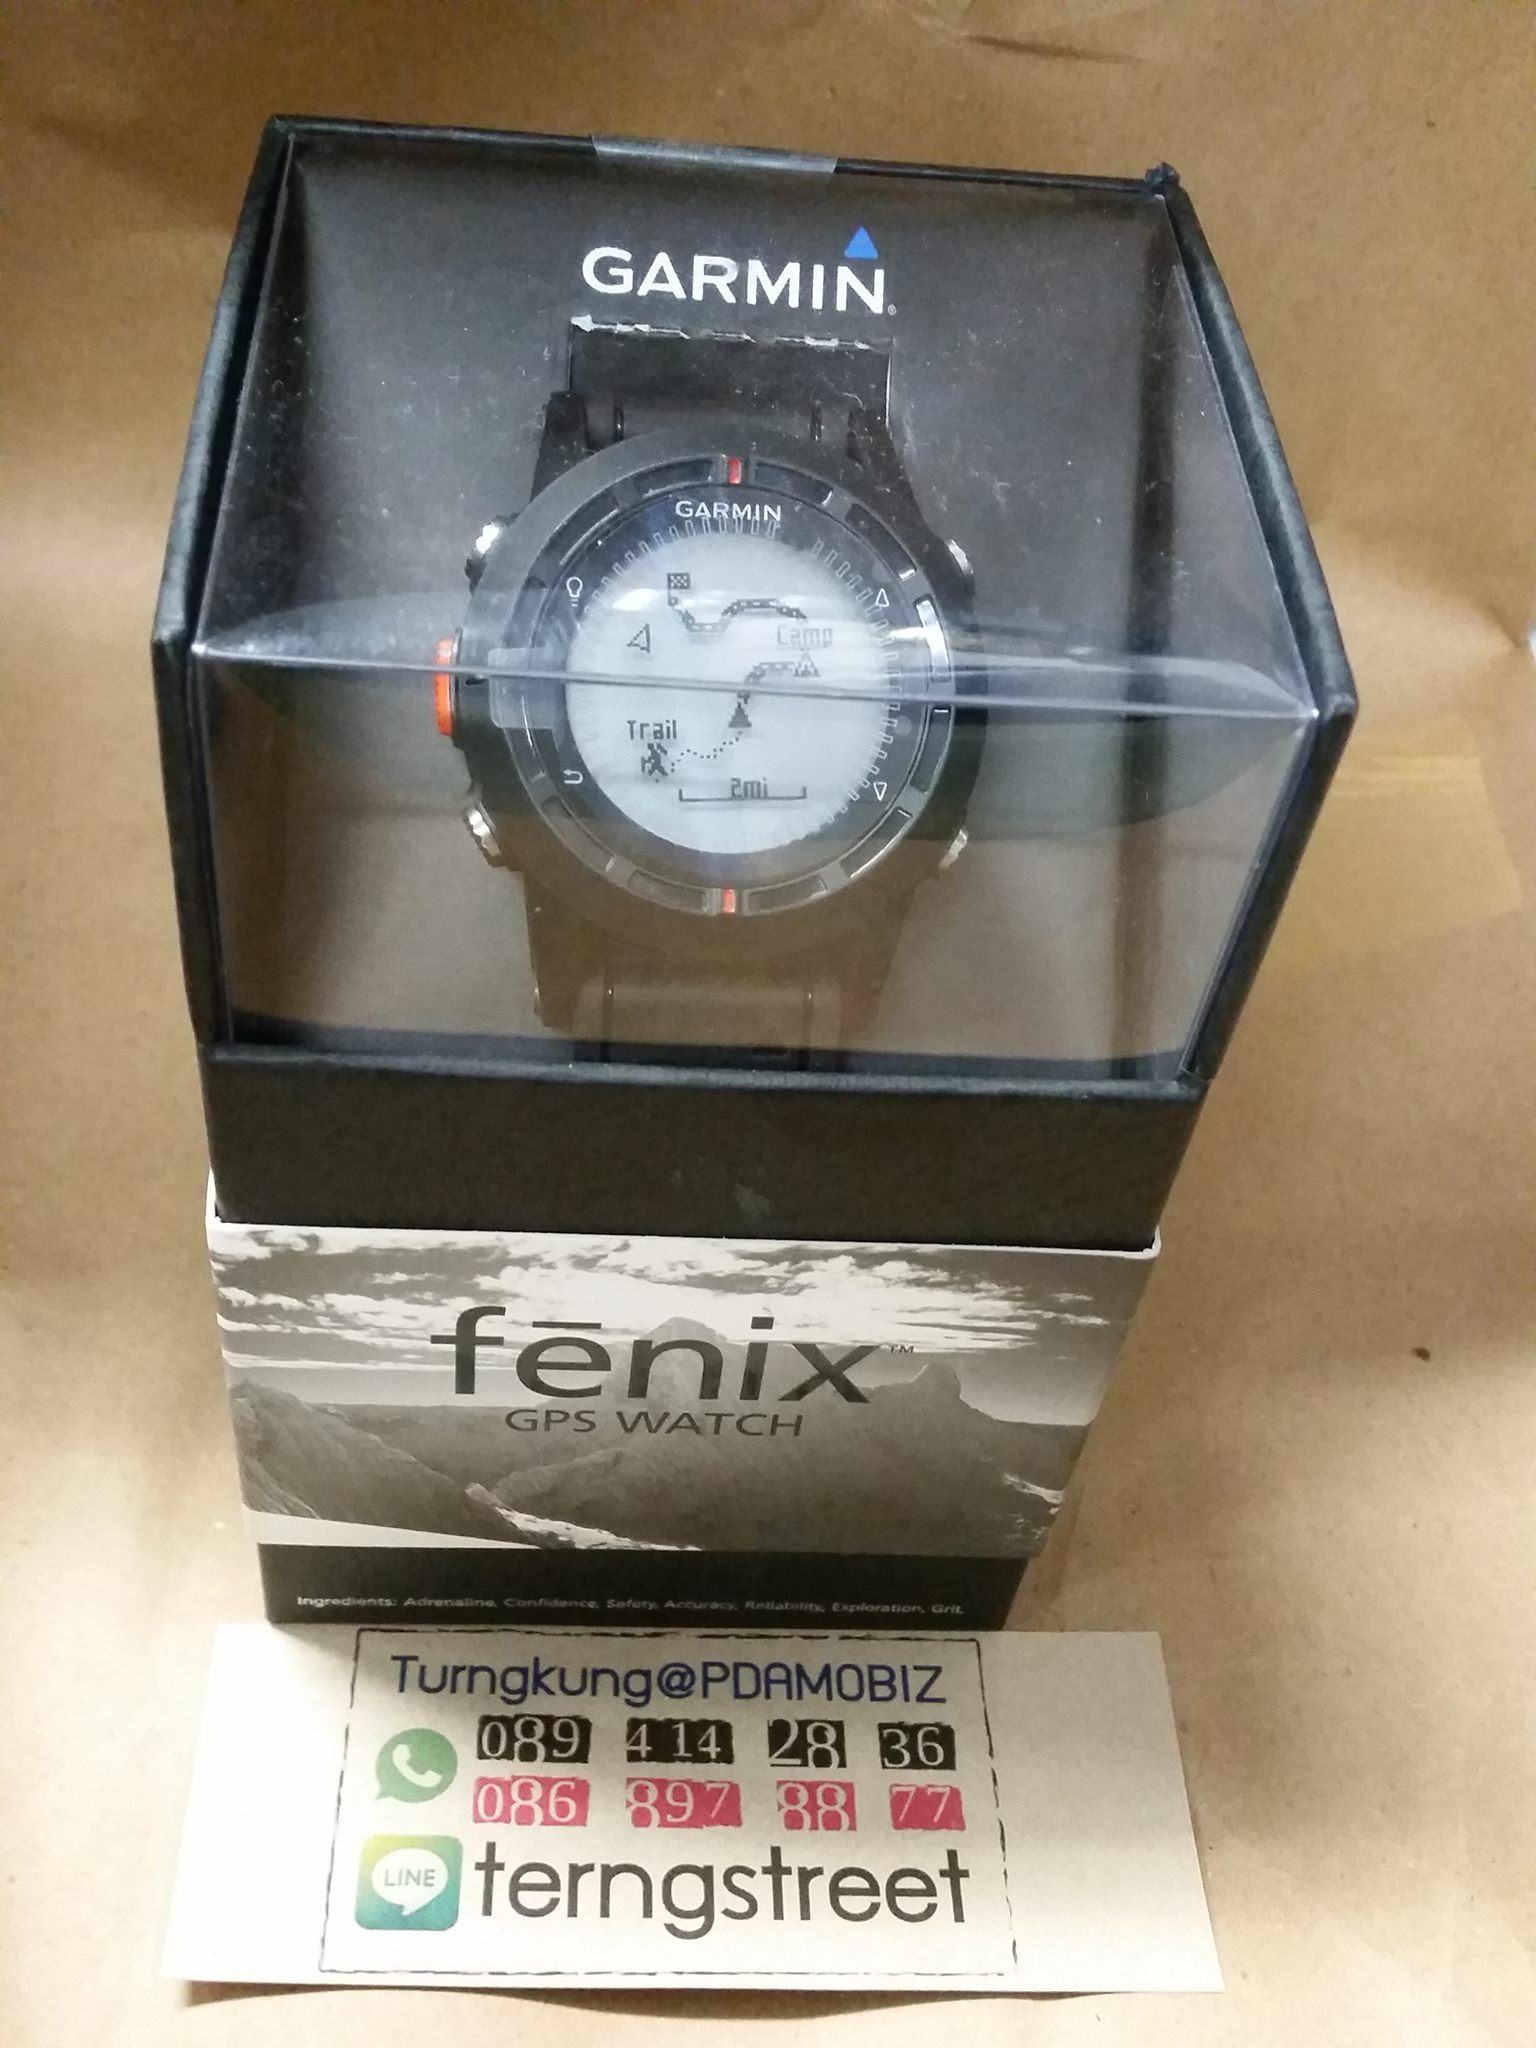 GARMIN
GARMIN
Camp
Trail
2mi
fēnix™
GPS WATCH
Ingredients: Adrenaline, Confidence, Safety, Accuracy, Reliability, Exploration, Grit.
Turngkung@PDAMOBIZ
089 414 28 36
086 897 88 77
LINE terngstreet